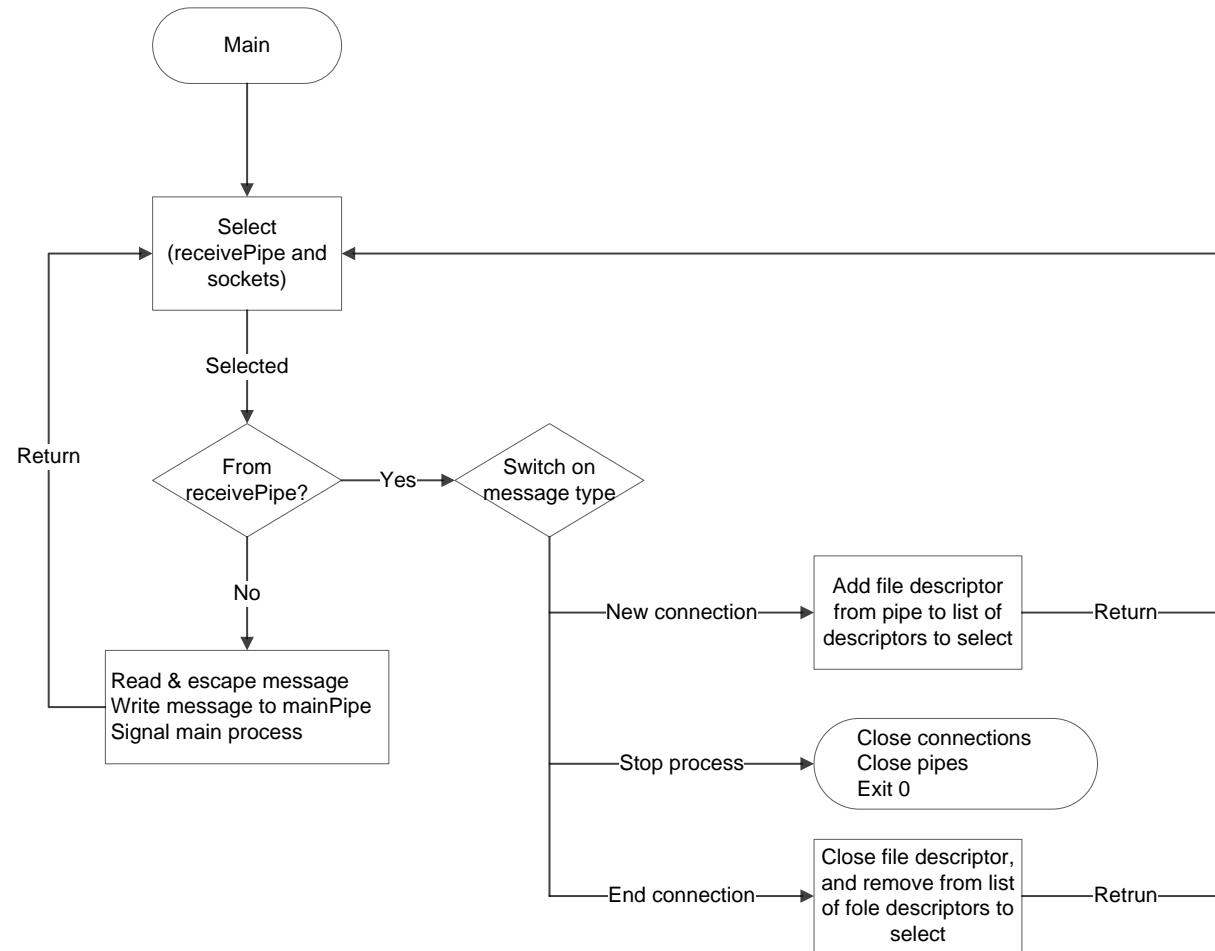 Main
Select
(receivePipe and
sockets)
Selected
Return
From
receivePipe?
Yes
Switch on
message type
No
New connection
Add file descriptor
from pipe to list of
descriptors to select
Return
Read & escape message
Write message to mainPipe
Signal main process
Stop process
Close connections
Close pipes
Exit 0
End connection
Close file descriptor,
and remove from list
of fole descriptors to
select
Retrun